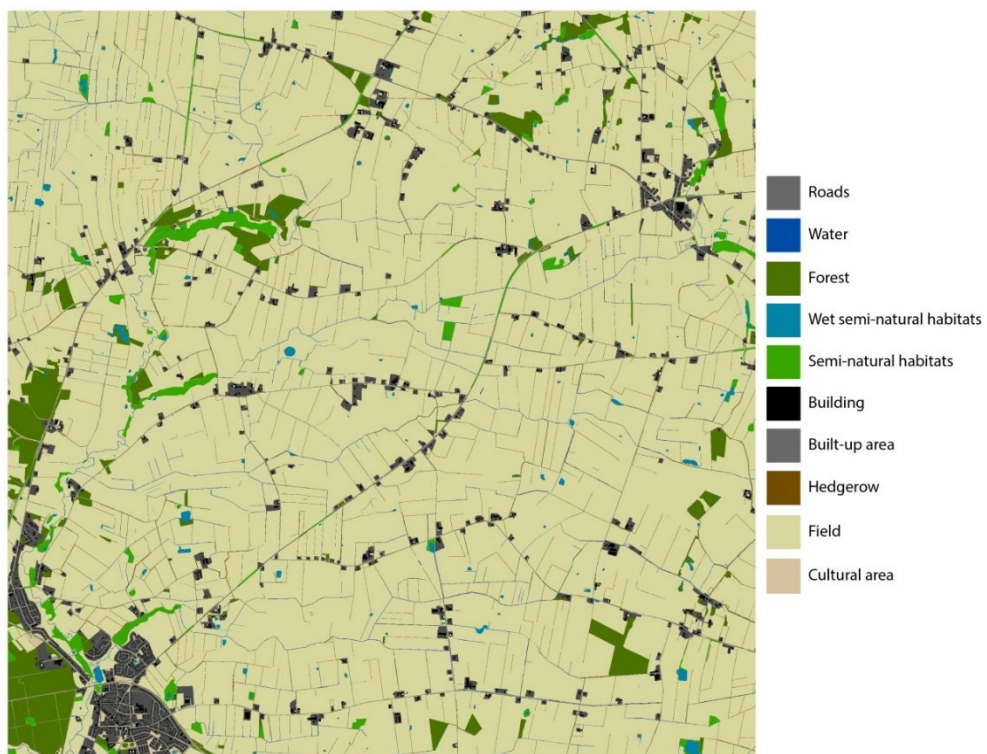 Roads
Water
Forest
Wet semi-natural habitats
Semi-natural habitats
Building
Built-up area
Hedgerow
Field
Cultural area